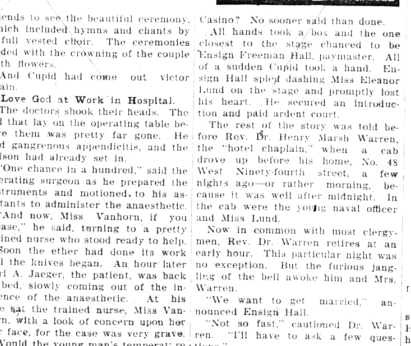 ends to see the beautiful ceremony,
which included hymns and chants by
full vested choir. The ceremonies
ded with the crowning of the couple
th flowers.
And Cupid had come out victor
ain.
Love God at Work in Hospital.
The doctors shook their heads. The
d that lay on the operating table be-
re them was pretty far gone. He
d gangrenous appendicitis, and the
ison had already set in.
"One chance in a hundred," said the
erating surgeon as he prepared the
struments and motioned to his as-
tants to administer the anaesthetic.
"And now, Miss Vanhorn, if you
ease," he said, turning to a pretty
ined nurse who stood ready to help.
Soon the ether had done its work
d the knives began. An hour later
rl A. Jaeger, the patient, was back
bed, slowly coming out of the in-
ence of the anaesthetic. At his
e sat the trained nurse, Miss Van-
rn, with a look of concern upon her
r face, for the case was very grave.
Would the young man's temperature
Casino? No sooner said than done.
All hands took a box and the one
closest to the stage chanced to be
Ensign Freeman Hall, paymaster. All
of a sudden Cupid took a hand. En-
sign Hall spied dashing Miss Eleanor
Lund on the stage and promptly lost
his heart. He secured an introduc-
tion and paid ardent court.
The rest of the story was told be-
fore Rev. Dr. Henry Marsh Warren,
the "hotel chaplain," when a cab
drove up before his home, No. 48
West Ninety-fourth street, a few
nights ago—or rather morning, be-
cause it was well after midnight. In
the cab were the young naval officer
and Miss Lund.
Now in common with most clergy-
men, Rev. Dr. Warren retires at an
early hour. This particular night was
no exception. But the furious jang-
ling of the bell awoke him and Mrs.
Warren.
"We want to get married," an-
nounced Ensign Hall.
"Not so fast," cautioned Dr. War-
ren. "I'll have to ask a few ques-